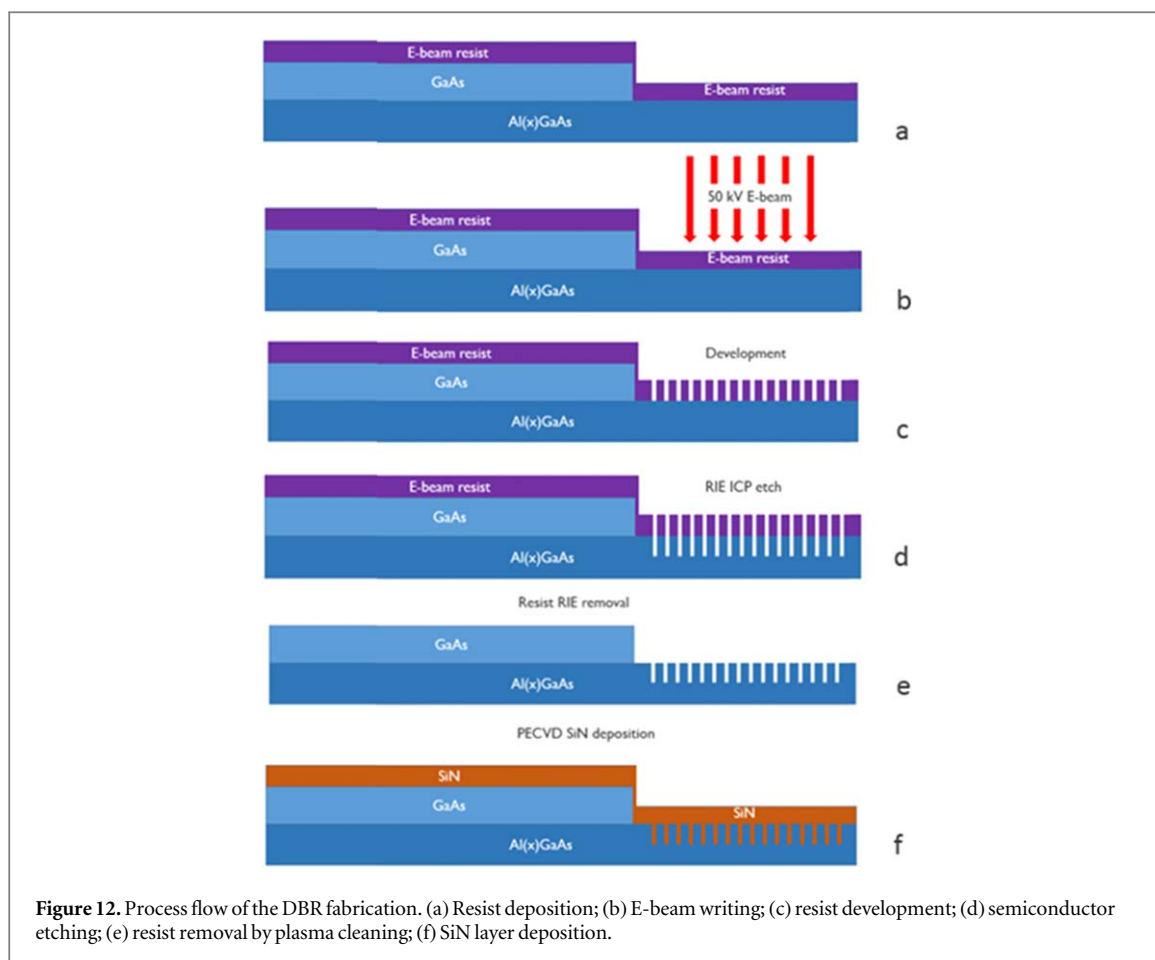 E-beam resist
GaAs
E-beam resist
Al(x)GaAs
a
50 kV E-beam
E-beam resist
GaAs
E-beam resist
Al(x)GaAs
b
E-beam resist
Development
GaAs
Al(x)GaAs
c
E-beam resist
RIE ICP etch
GaAs
Al(x)GaAs
d
Resist RIE removal
GaAs
Al(x)GaAs
e
PECVD SiN deposition
SiN
GaAs
SiN
Al(x)GaAs
f
Figure 12. Process flow of the DBR fabrication. (a) Resist deposition; (b) E-beam writing; (c) resist development; (d) semiconductor
etching; (e) resist removal by plasma cleaning; (f) SiN layer deposition.